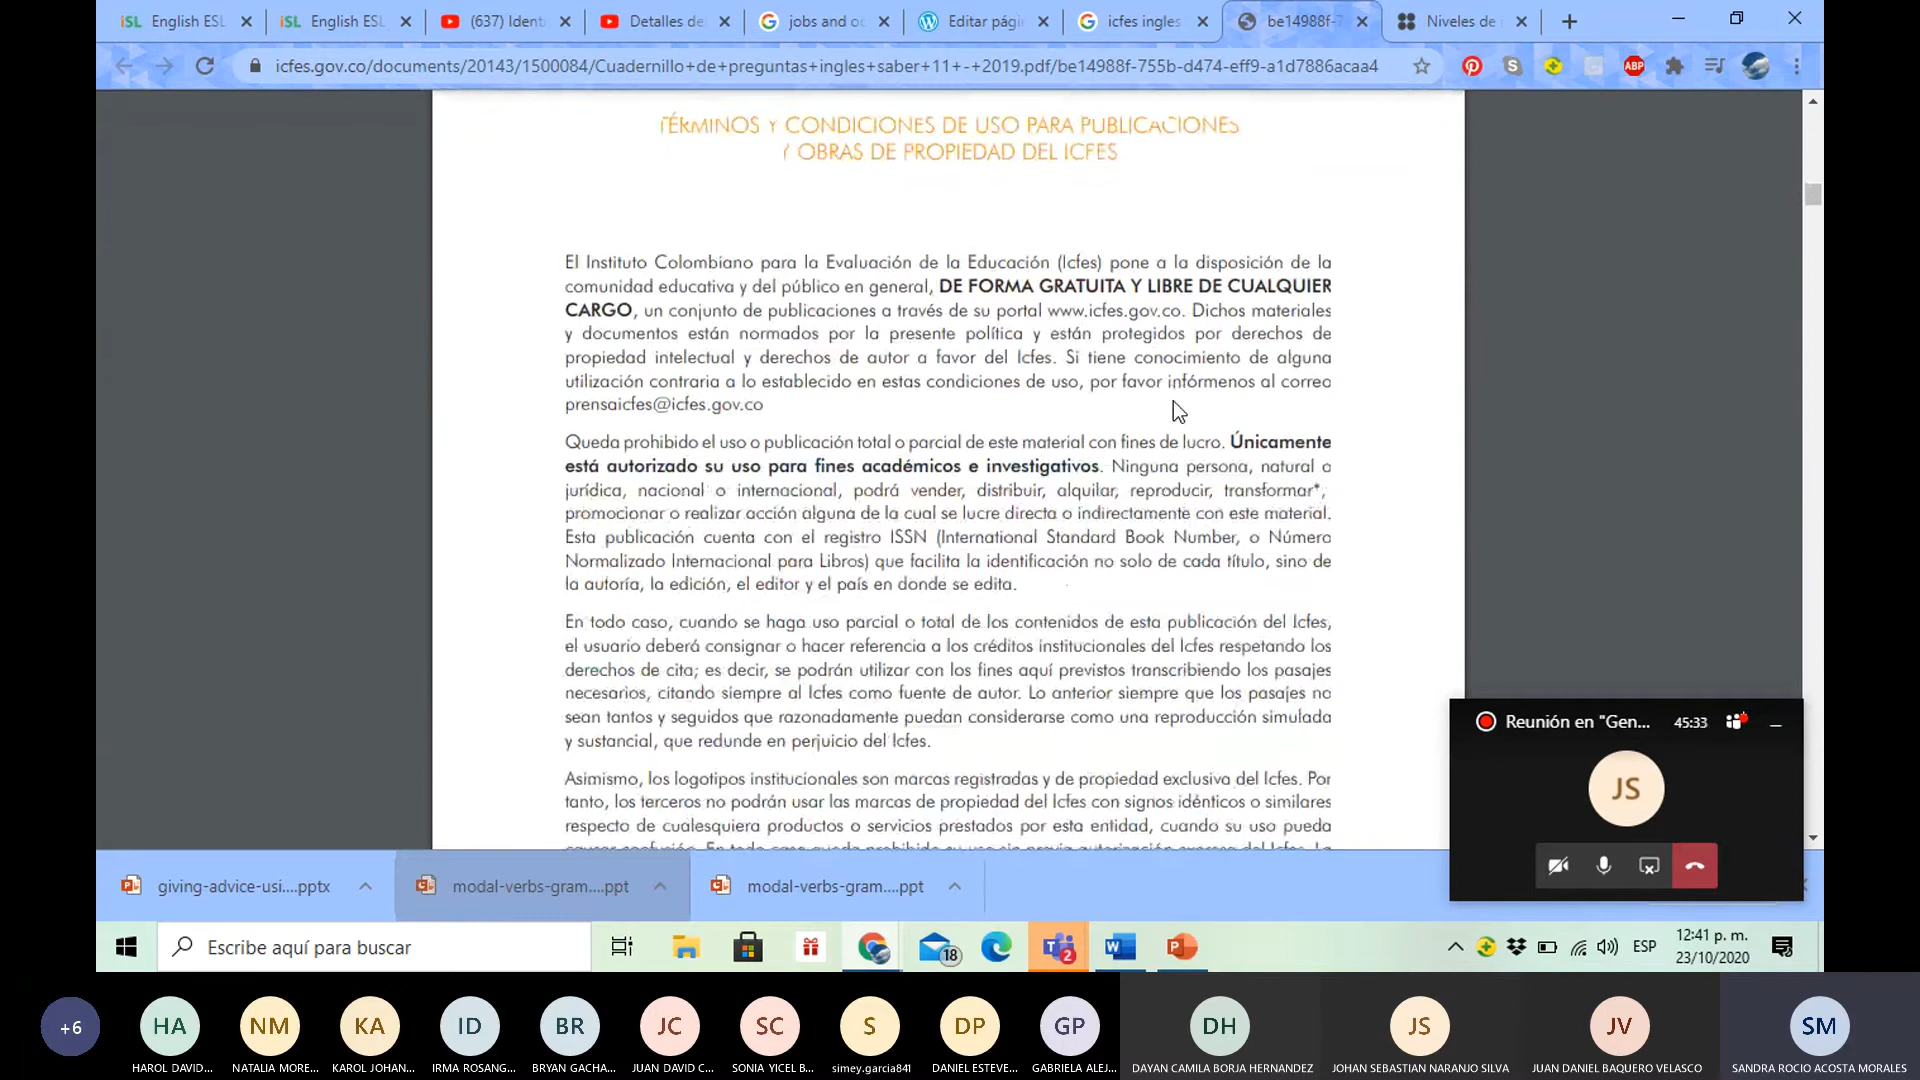 English ESL
English ESL
(637) Ident
Detalles de
jobs and oc
Editar pági
icfes ingles
be14988f-7
Niveles de
icfes.gov.co/documents/20143/1500084/Cuadernillo+de+preguntas+ingles+saber+11+-+2019.pdf/be14988f-755b-d474-eff9-a1d7886acaa4
ABP
TÉRMINOS Y CONDICIONES DE USO PARA PUBLICACIONES
Y OBRAS DE PROPIEDAD DEL ICFES
El Instituto Colombiano para la Evaluación de la Educación (Icfes) pone a la disposición de la
comunidad educativa y del público en general, DE FORMA GRATUITA Y LIBRE DE CUALQUIER
CARGO, un conjunto de publicaciones a través de su portal www.icfes.gov.co. Dichos materiales
y documentos están normados por la presente política y están protegidos por derechos de
propiedad intelectual y derechos de autor a favor del Icfes. Si tiene conocimiento de alguna
utilización contraria a lo establecido en estas condiciones de uso, por favor infórmenos al correo
prensaicfes@icfes.gov.co
Queda prohibido el uso o publicación total o parcial de este material con fines de lucro. Únicamente
está autorizado su uso para fines académicos e investigativos. Ninguna persona, natural o
jurídica, nacional o internacional, podrá vender, distribuir, alquilar, reproducir, transformar*,
promocionar o realizar acción alguna de la cual se lucre directa o indirectamente con este material.
Esta publicación cuenta con el registro ISSN (International Standard Book Number, o Número
Normalizado Internacional para Libros) que facilita la identificación no solo de cada título, sino de
la autoría, la edición, el editor y el país en donde se edita.
En todo caso, cuando se haga uso parcial o total de los contenidos de esta publicación del Icfes,
el usuario deberá consignar o hacer referencia a los créditos institucionales del Icfes respetando los
derechos de cita; es decir, se podrán utilizar con los fines aquí previstos transcribiendo los pasajes
necesarios, citando siempre al Icfes como fuente de autor. Lo anterior siempre que los pasajes no
sean tantos y seguidos que razonadamente puedan considerarse como una reproducción simulada
y sustancial, que redunde en perjuicio del Icfes.
Asimismo, los logotipos institucionales son marcas registradas y de propiedad exclusiva del Icfes. Por
tanto, los terceros no podrán usar las marcas de propiedad del Icfes con signos idénticos o similares
respecto de cualesquiera productos o servicios prestados por esta entidad, cuando su uso pueda
causar confusión. En todo caso queda prohibido su uso sin previa autorización expresa del Icfes. La
Reunión en "Gen... 45:33
JS
giving-advice-usi....pptx
modal-verbs-gram....ppt
modal-verbs-gram....ppt
Escribe aquí para buscar
18
2
ESP
12:41 p. m.
23/10/2020
+6
HA
NM
KA
ID
BR
JC
SC
S
DP
GP
DH
JS
JV
SM
HAROL DAVID...
NATALIA MORE...
KAROL JOHAN...
IRMA ROSANG...
BRYAN GACHA...
JUAN DAVID C...
SONIA YICEL B...
simey.garcia841
DANIEL ESTEVE...
GABRIELA ALEJ...
DAYAN CAMILA BORJA HERNANDEZ
JOHAN SEBASTIAN NARANJO SILVA
JUAN DANIEL BAQUERO VELASCO
SANDRA ROCIO ACOSTA MORALES